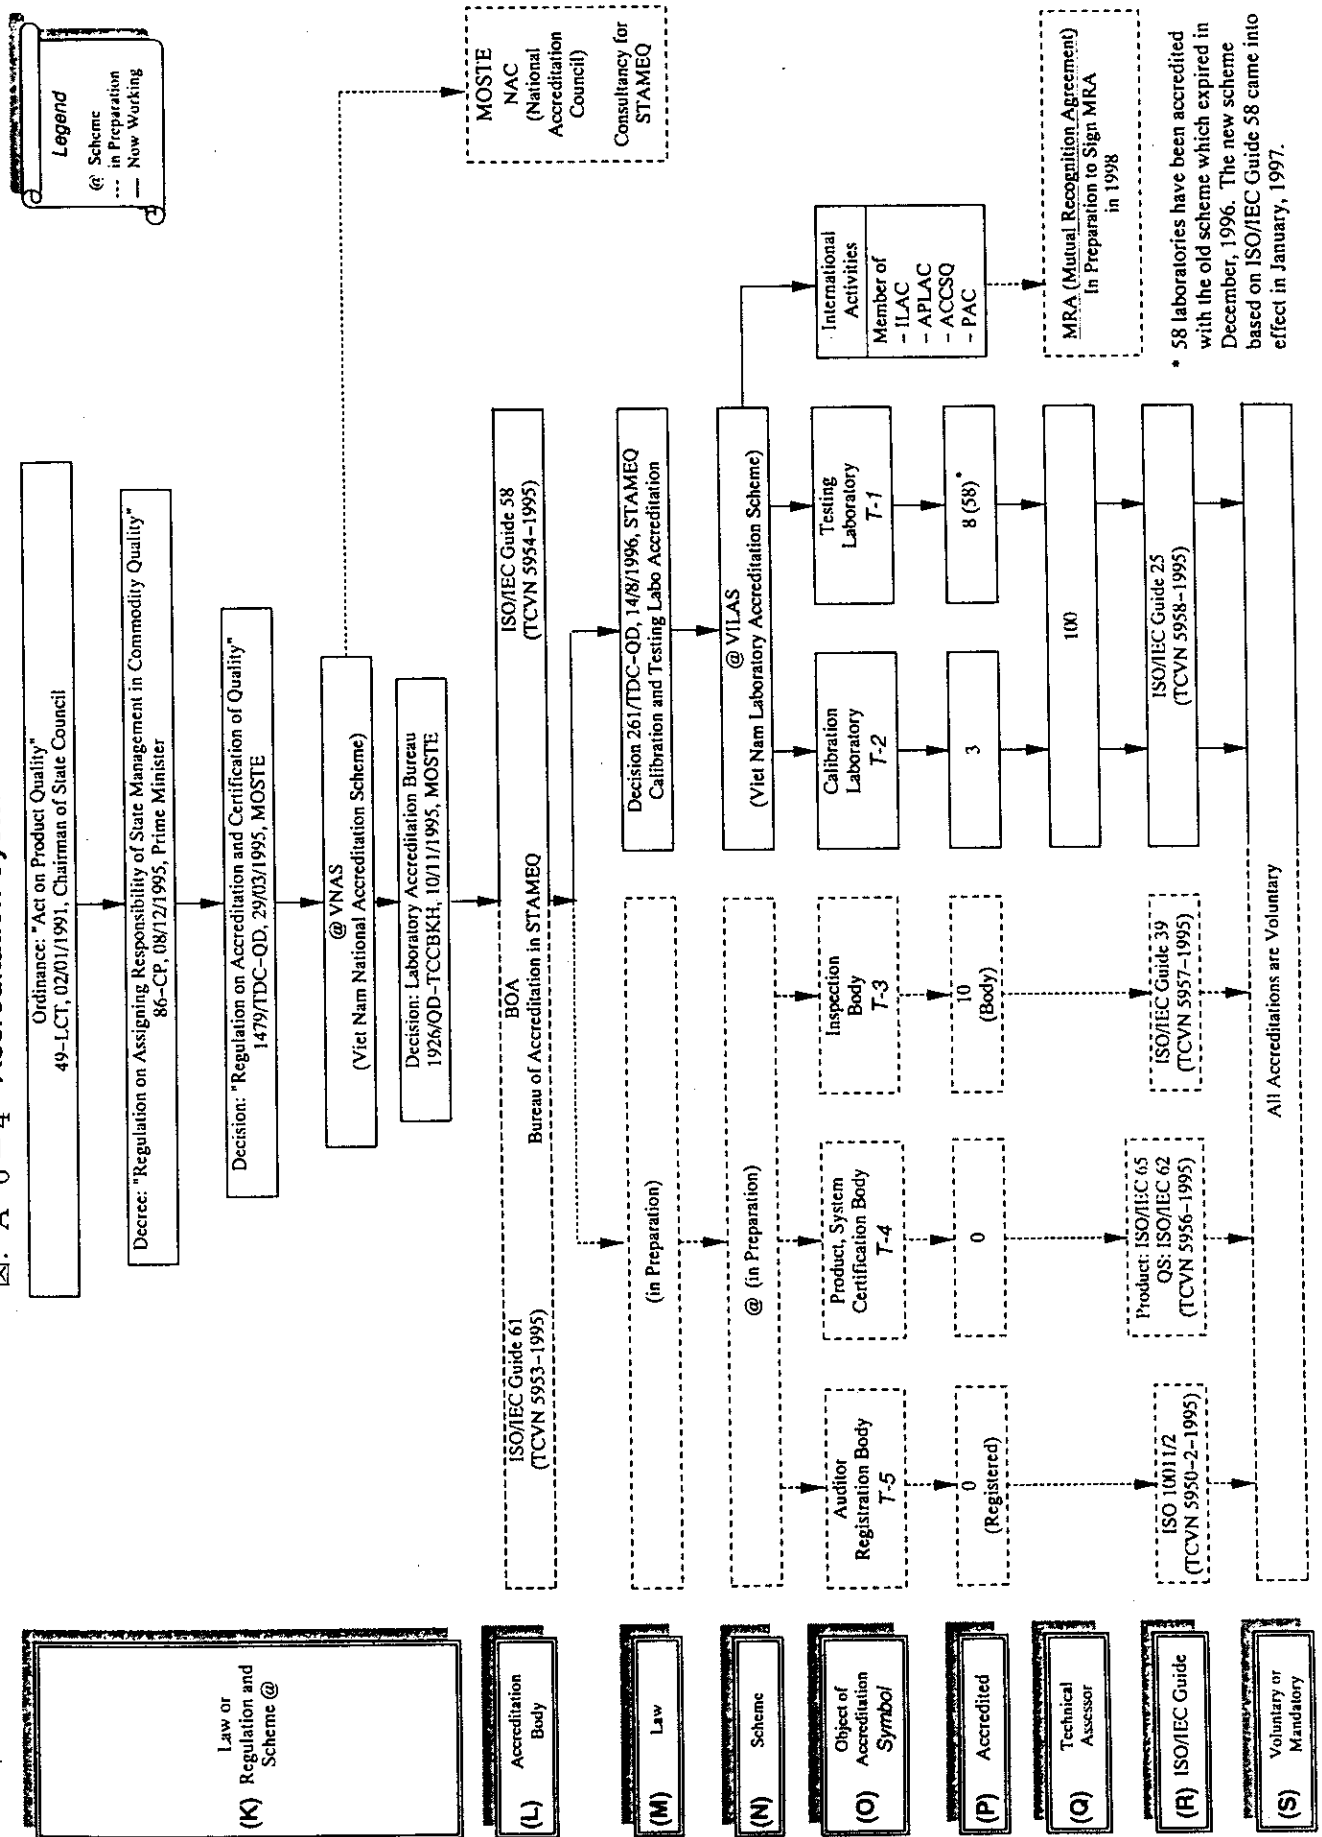 Legend
@ Scheme
--- in Preparation
— Now Working
Ordinance: "Act on Product Quality"
49-LCT, 02/01/1991, Chairman of State Council
Decree: "Regulation on Assigning Responsibility of State Management in Commodity Quality"
86-CP, 08/12/1995, Prime Minister
Decision: "Regulation on Accreditation and Certification of Quality"
1479/TDC-QD, 29/03/1995, MOSTE
@ VNAS
(Viet Nam National Accreditation Scheme)
Decision: Laboratory Accreditation Bureau
1926/QD-TCCBKH, 10/11/1995, MOSTE
MOSTE
NAC
(National
Accreditation
Council)
Consultancy for
STAMEQ
Law or
(K) Regulation and
Scheme @
(L) Accreditation
Body
ISO/IEC Guide 61
(TCVN 5953-1995)
BOA
Bureau of Accreditation in STAMEQ
ISO/IEC Guide 58
(TCVN 5954-1995)
(M) Law
(in Preparation)
Decision 261/TDC-QD, 14/8/1996, STAMEQ
Calibration and Testing Labo Accreditation
(N) Scheme
@ (in Preparation)
@ VILAS
(Viet Nam Laboratory Accreditation Scheme)
(O) Object of
Accreditation
Symbol
Auditor
Registration Body
T-5
Product, System
Certification Body
T-4
Inspection
Body
T-3
Calibration
Laboratory
T-2
Testing
Laboratory
T-1
International
Activities
Member of
- ILAC
- APLAC
- ACCSQ
- PAC
(P) Accredited
0
(Registered)
0
10
(Body)
3
8 (58)*
(Q) Technical
Assessor
100
MRA (Mutual Recognition Agreement)
In Preparation to Sign MRA
in 1998
(R) ISO/IEC Guide
ISO 10011/2
(TCVN 5950-2-1995)
Product: ISO/IEC 65
QS: ISO/IEC 62
(TCVN 5956-1995)
ISO/IEC Guide 39
(TCVN 5957-1995)
ISO/IEC Guide 25
(TCVN 5958-1995)
(S) Voluntary or
Mandatory
All Accreditations are Voluntary
* 58 laboratories have been accredited
with the old scheme which expired in
December, 1996. The new scheme
based on ISO/IEC Guide 58 came into
effect in January, 1997.